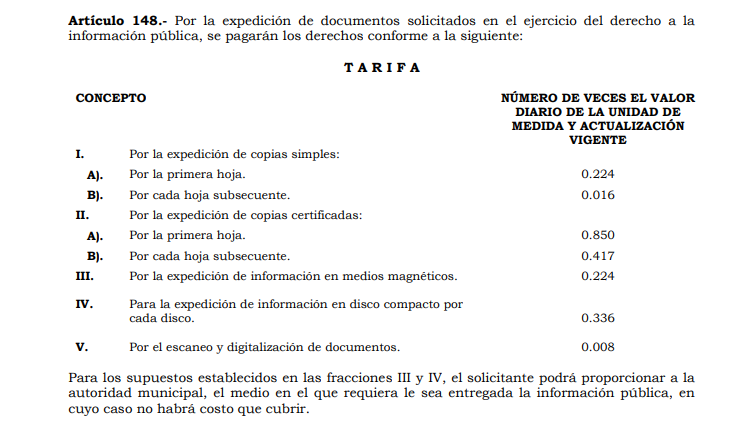 Artículo 148.- Por la expedición de documentos solicitados en el ejercicio del derecho a la
información pública, se pagarán los derechos conforme a la siguiente:
T A R I F A
CONCEPTO
NÚMERO DE VECES EL VALOR
DIARIO DE LA UNIDAD DE
MEDIDA Y ACTUALIZACIÓN
VIGENTE
I. Por la expedición de copias simples:
A). Por la primera hoja. 0.224
B). Por cada hoja subsecuente. 0.016
II. Por la expedición de copias certificadas:
A). Por la primera hoja. 0.850
B). Por cada hoja subsecuente. 0.417
III. Por la expedición de información en medios magnéticos. 0.224
IV. Para la expedición de información en disco compacto por
cada disco. 0.336
V. Por el escaneo y digitalización de documentos. 0.008
Para los supuestos establecidos en las fracciones III y IV, el solicitante podrá proporcionar a la
autoridad municipal, el medio en el que requiera le sea entregada la información pública, en
cuyo caso no habrá costo que cubrir.